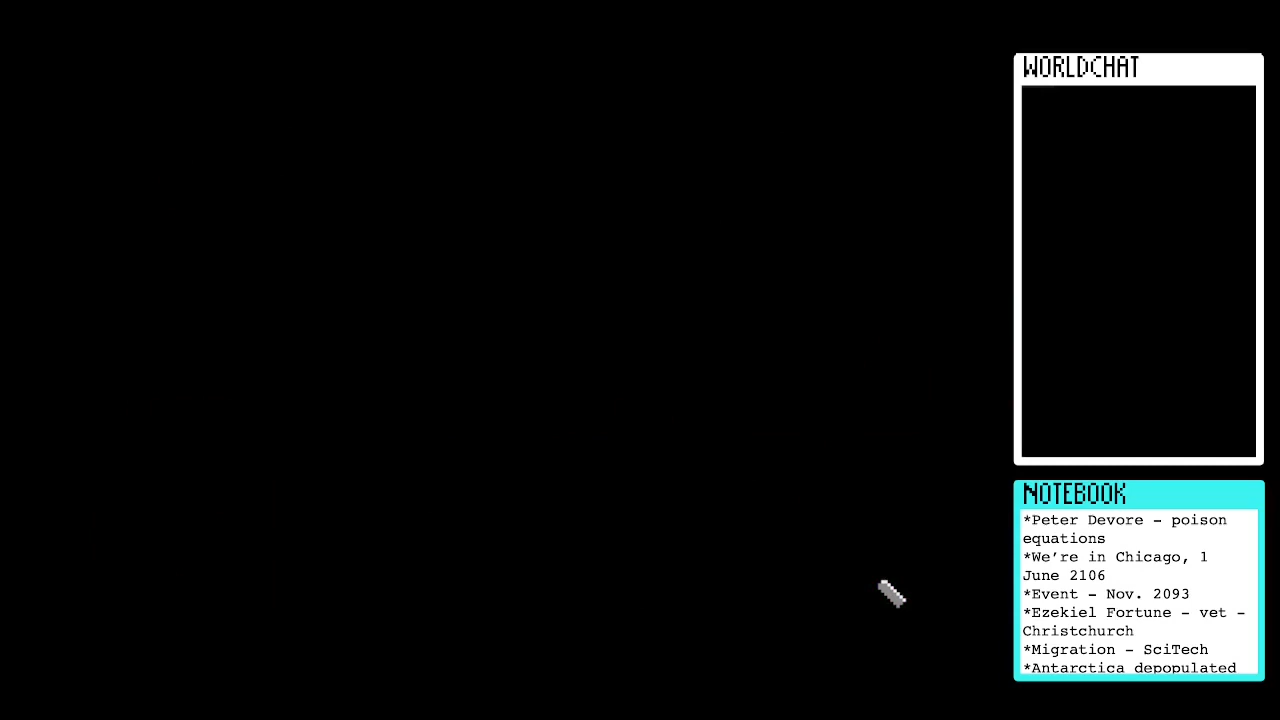 WORLDCHAT
NOTEBOOK
*Peter Devore - poison
equations
*We're in Chicago, 1
June 2106
*Event - Nov. 2093
*Ezekiel Fortune - vet -
Christchurch
*Migration - SciTech
*Antarctica depopulated